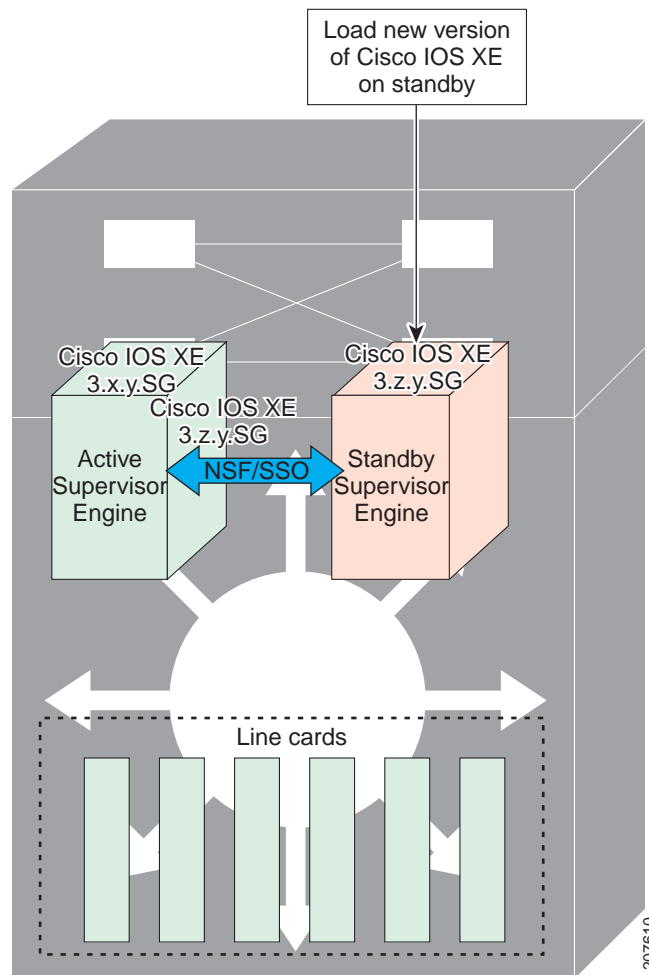 Load new version
of Cisco IOS XE
on standby
Cisco IOS XE
3.x.y.SG
Cisco IOS XE
3.z.y.SG
Cisco IOS XE
3.z.y.SG
Active
Supervisor
Engine
NSF/SSO
Standby
Supervisor
Engine
Line cards
207610